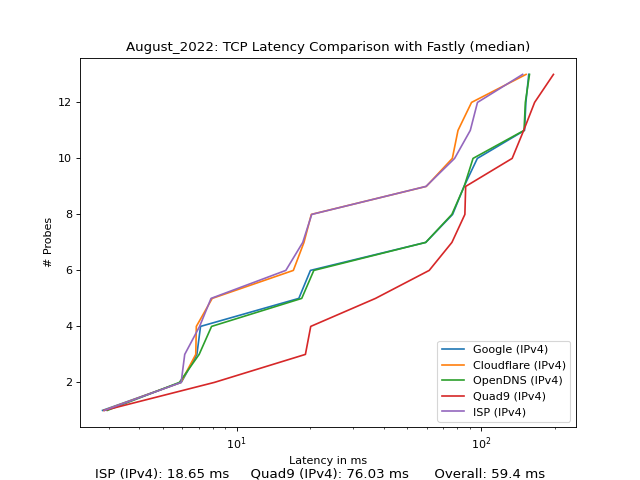 August_2022: TCP Latency Comparison with Fastly (median)
# Probes
12
10
8
6
4
2
Google (IPv4)
Cloudflare (IPv4)
OpenDNS (IPv4)
Quad9 (IPv4)
ISP (IPv4)
10¹ 10²
Latency in ms
ISP (IPv4): 18.65 ms Quad9 (IPv4): 76.03 ms Overall: 59.4 ms